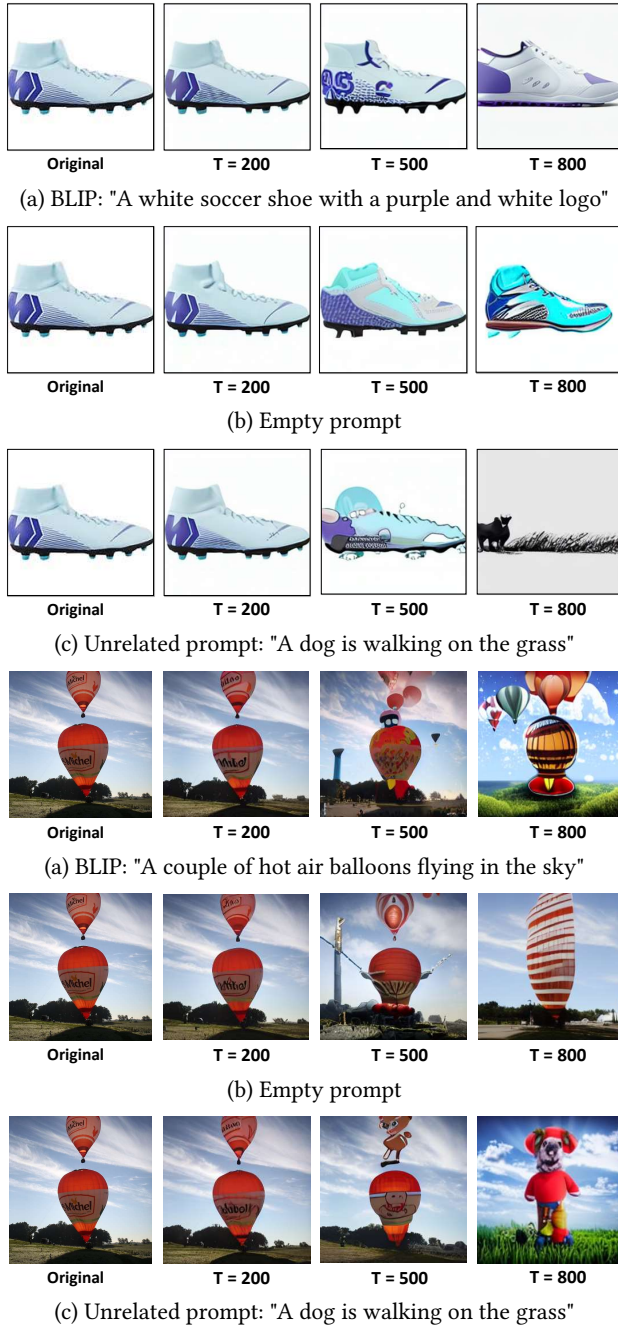 Original T = 200 T = 500 T = 800
(a) BLIP: "A white soccer shoe with a purple and white logo"
Original T = 200 T = 500 T = 800
(b) Empty prompt
Original T = 200 T = 500 T = 800
(c) Unrelated prompt: "A dog is walking on the grass"
Michel
Original T = 200 T = 500 T = 800
(a) BLIP: "A couple of hot air balloons flying in the sky"
Michel
Original T = 200 T = 500 T = 800
(b) Empty prompt
Michel
Original T = 200 T = 500 T = 800
(c) Unrelated prompt: "A dog is walking on the grass"